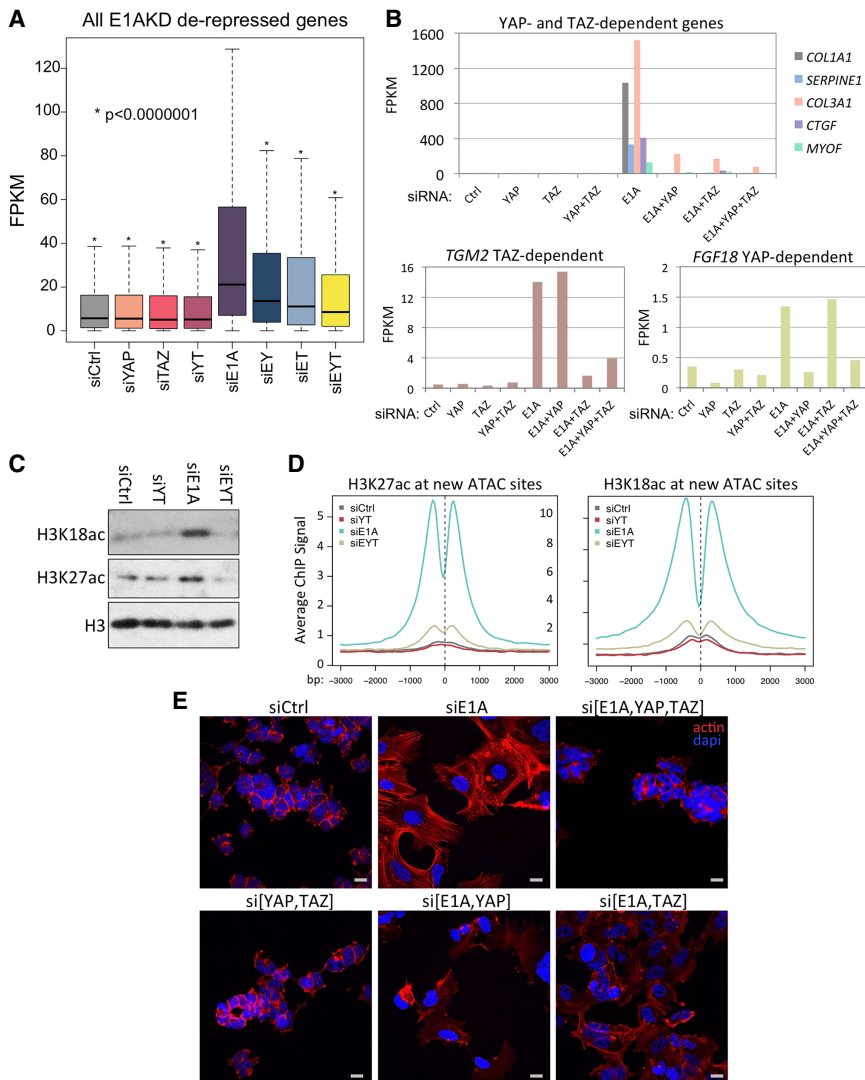 A
All E1AKD de-repressed genes
FPKM
120
100
80
60
40
20
0
* p<0.0000001
*
*
*
*
*
*
*
siCtrl
siYAP
siTAZ
siYT
siE1A
siEY
siET
siEYT
B
YAP- and TAZ-dependent genes
FPKM
1600
1200
800
400
0
siRNA:
Ctrl
YAP
TAZ
YAP+TAZ
E1A
E1A+YAP
E1A+TAZ
E1A+YAP+TAZ
COL1A1
SERPINE1
COL3A1
CTGF
MYOF
TGM2 TAZ-dependent
FPKM
16
12
8
4
0
siRNA:
Ctrl
YAP
TAZ
YAP+TAZ
E1A
E1A+YAP
E1A+TAZ
E1A+YAP+TAZ
FGF18 YAP-dependent
FPKM
2
1.5
1
0.5
0
siRNA:
Ctrl
YAP
TAZ
YAP+TAZ
E1A
E1A+YAP
E1A+TAZ
E1A+YAP+TAZ
C
siCtrl
siYT
siE1A
siEYT
H3K18ac
H3K27ac
H3
D
H3K27ac at new ATAC sites
Average ChIP Signal
5
4
3
2
1
0
siCtrl
siYT
siE1A
siEYT
bp:
−3000
−2000
−1000
0
1000
2000
3000
H3K18ac at new ATAC sites
10
8
6
4
2
siCtrl
siYT
siE1A
siEYT
−3000
−2000
−1000
0
1000
2000
3000
E
siCtrl
siE1A
si[E1A,YAP,TAZ]
actin
dapi
si[YAP,TAZ]
si[E1A,YAP]
si[E1A,TAZ]